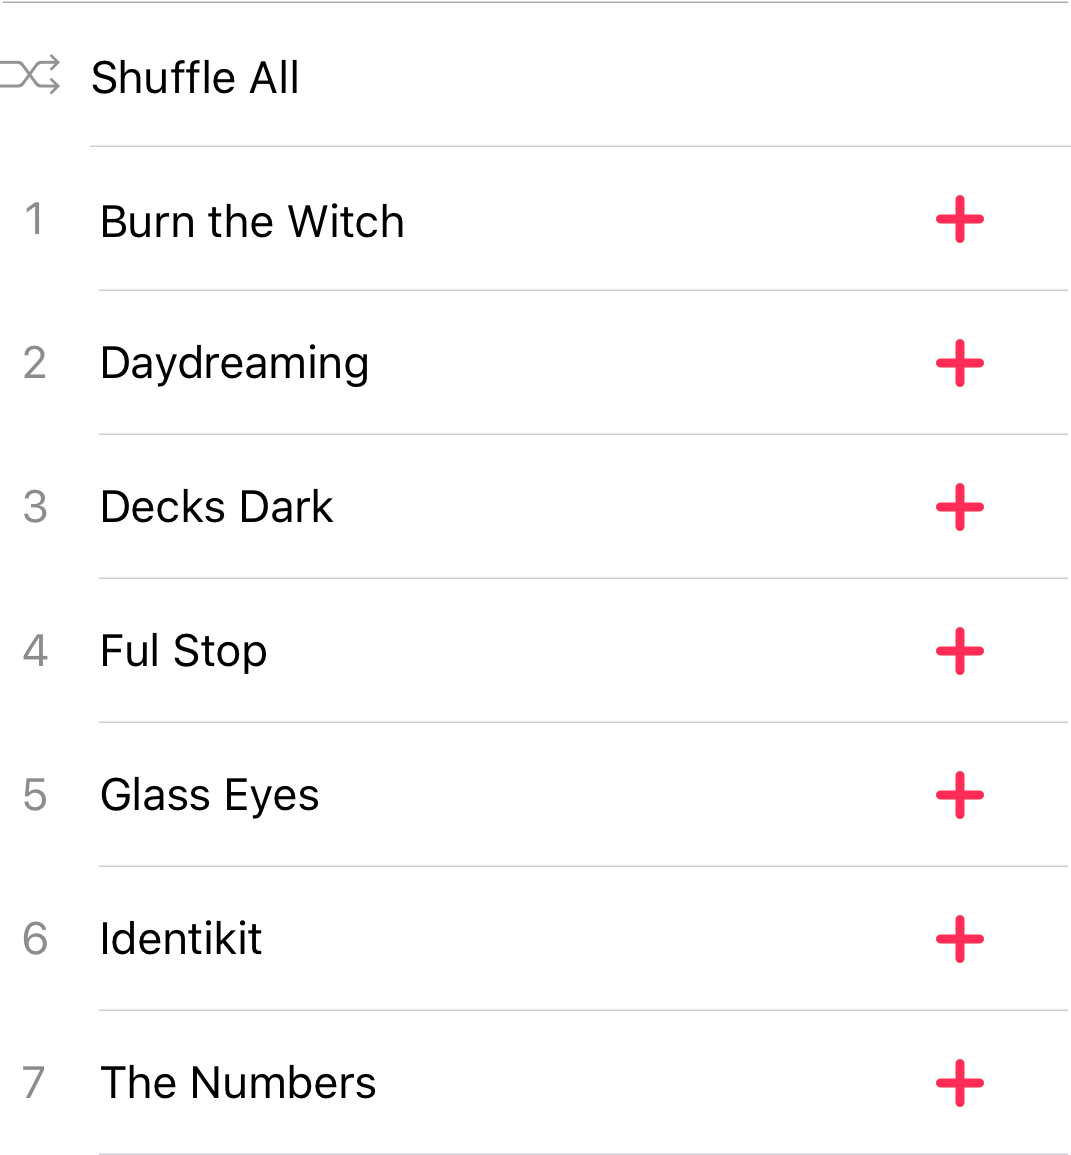 Shuffle All
1 Burn the Witch
2 Daydreaming
3 Decks Dark
4 Ful Stop
5 Glass Eyes
6 Identikit
7 The Numbers